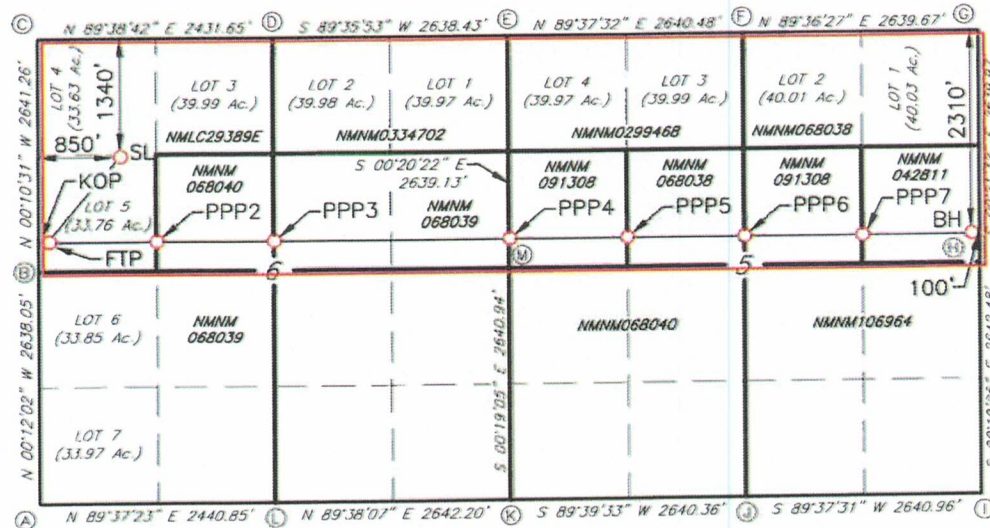 C
N 89°38'42" E 2431.65'
D
S 89°35'53" W 2638.43'
E
N 89°37'32" E 2640.48'
F
N 89°36'27" E 2639.67'
G
N 00°10'31" W 2641.26'
LOT 4
(33.63 Ac.)
1340'
LOT 3
(39.99 Ac.)
LOT 2
(39.98 Ac.)
LOT 1
(39.97 Ac.)
LOT 4
(39.97 Ac.)
LOT 3
(39.99 Ac.)
LOT 2
(40.01 Ac.)
LOT 1
(40.03 Ac.)
2310'
NMLC29389E
NMNM0334702
NMNM0299468
NMNM068038
850'
SL
S 00°20'22" E
2639.13'
KOP
NMNM
068040
NMNM
068039
NMNM
091308
NMNM
068038
NMNM
091308
NMNM
042811
LOT 5
(33.76 Ac.)
PPP2
PPP3
PPP4
PPP5
PPP6
PPP7
BH
FTP
M
H
B
6
5
100'
N 00°12'02" W 2638.05'
LOT 6
(33.85 Ac.)
NMNM
068039
S 00°19'05" E 2640.94'
NMNM068040
NMNM106964
LOT 7
(33.97 Ac.)
A
N 89°37'23" E 2440.85'
L
N 89°38'07" E 2642.20'
K
S 89°39'33" W 2640.36'
J
S 89°37'31" W 2640.96'
I